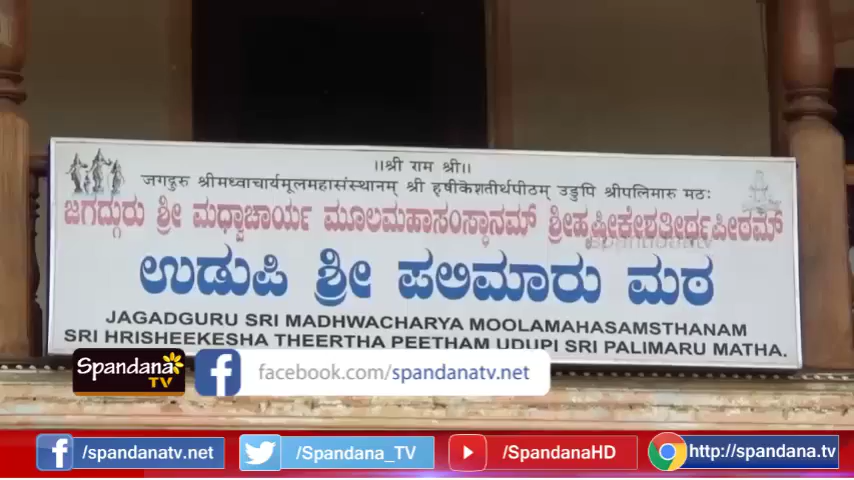 ।।श्री राम श्री।।
जगद्गुरु श्रीमध्वाचार्यमूलमहासंस्थानम् श्री हृषीकेशतीर्थपीठम् उडुपि श्रीपलिमारु मठः
ಜಗದ್ಗುರು ಶ್ರೀ ಮಧ್ವಾಚಾರ್ಯ ಮೂಲಮಹಾಸಂಸ್ಥಾನಮ್ ಶ್ರೀಹೃಷೀಕೇಶತೀರ್ಥಪೀಠಮ್
spandanatv
ಉಡುಪಿ ಶ್ರೀ ಪಲಿಮಾರು ಮಠ
JAGADGURU SRI MADHWACHARYA MOOLAMAHASAMSTHANAM
SRI HRISHEEKESHA THEERTHA PEETHAM UDUPI SRI PALIMARU MATHA.
Spandana TV
facebook.com/spandanatv.net
/spandanatv.net /Spandana_TV /SpandanaHD http://spandana.tv